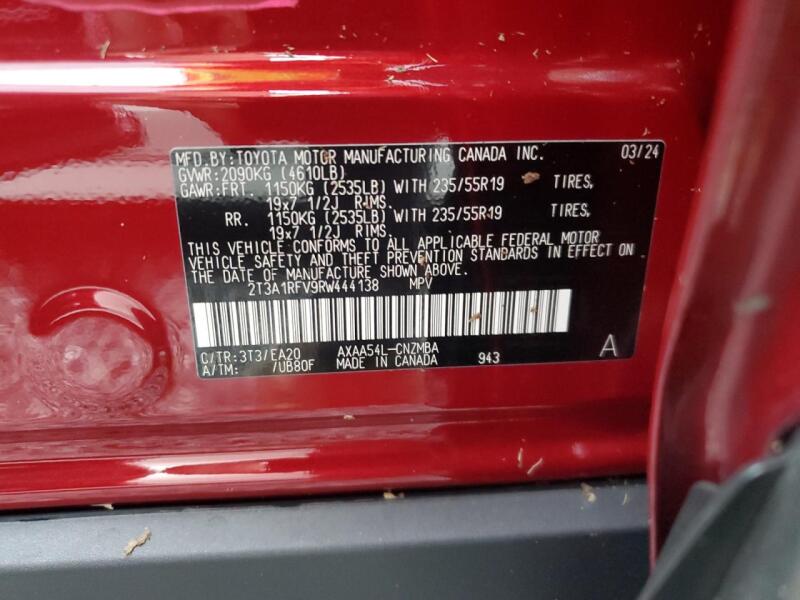 MFD.BY:TOYOTA MOTOR MANUFACTURING CANADA INC. 03/24
GVWR:2090KG (4610LB)
GAWR:FRT. 1150KG (2535LB) WITH 235/55R19 TIRES,
19x7 1/2J RIMS.
RR. 1150KG (2535LB) WITH 235/55R19 TIRES,
19x7 1/2J RIMS.
THIS VEHICLE CONFORMS TO ALL APPLICABLE FEDERAL MOTOR
VEHICLE SAFETY AND THEFT PREVENTION STANDARDS IN EFFECT ON
THE DATE OF MANUFACTURE SHOWN ABOVE.
2T3A1RFV9RW444138 MPV
C/TR:3T3/EA20 AXAA54L-CNZMBA
A/TM: /UB80F MADE IN CANADA 943 A